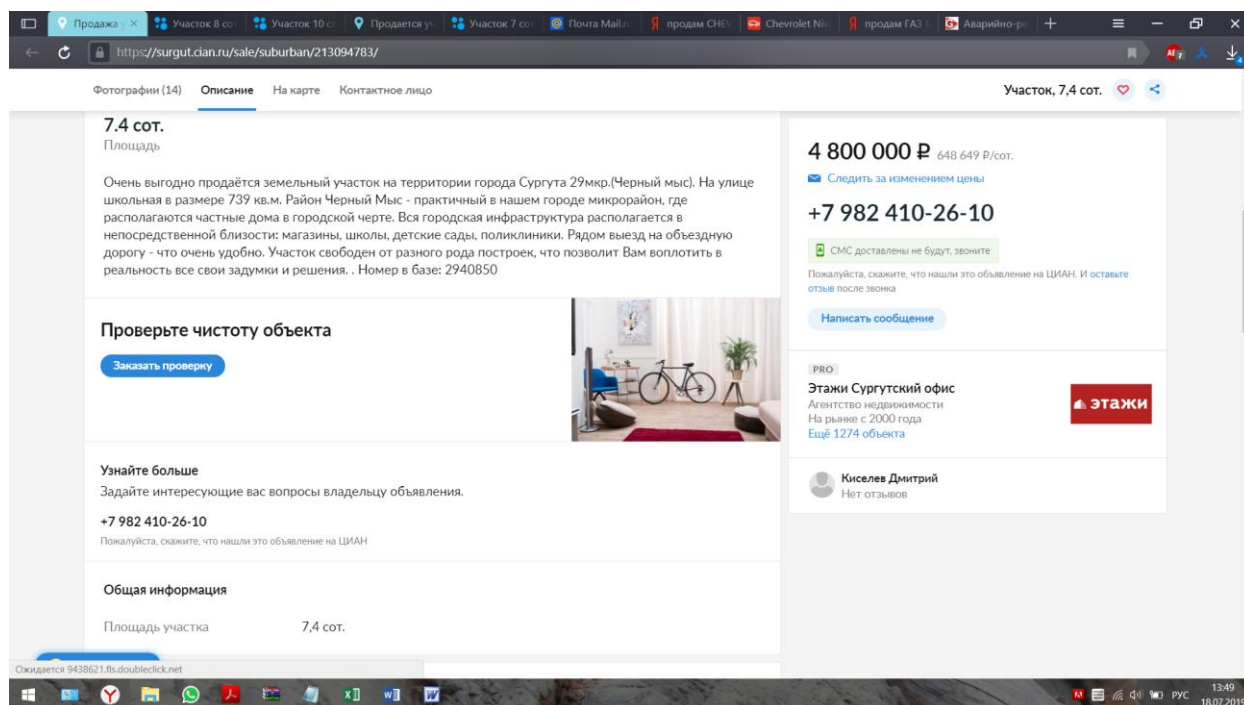 Продажа у
Участок 8 сот
Участок 10 сс
Продается уч
Участок 7 сот
Почта Mail.ru
продам CHEV
Chevrolet Niv
продам ГАЗ
Аварийно-ре
https://surgut.cian.ru/sale/suburban/213094783/
Фотографии (14) Описание На карте Контактное лицо
Участок, 7,4 сот.
7.4 сот.
Площадь
Очень выгодно продаётся земельный участок на территории города Сургута 29мкр.(Черный мыс). На улице
школьная в размере 739 кв.м. Район Черный Мыс - практичный в нашем городе микрорайон, где
располагаются частные дома в городской черте. Вся городская инфраструктура располагается в
непосредственной близости: магазины, школы, детские сады, поликлиники. Рядом выезд на объездную
дорогу - что очень удобно. Участок свободен от разного рода построек, что позволит Вам воплотить в
реальность все свои задумки и решения. . Номер в базе: 2940850
Проверьте чистоту объекта
Заказать проверку
Узнайте больше
Задайте интересующие вас вопросы владельцу объявления.
+7 982 410-26-10
Пожалуйста, скажите, что нашли это объявление на ЦИАН
Общая информация
Площадь участка 7,4 сот.
4 800 000 ₽ 648 649 ₽/сот.
Следить за изменением цены
+7 982 410-26-10
СМС доставлены не будут, звоните
Пожалуйста, скажите, что нашли это объявление на ЦИАН. И оставьте
отзыв после звонка
Написать сообщение
PRO
Этажи Сургутский офис
Агентство недвижимости
На рынке с 2000 года
Ещё 1274 объекта
этажи
Киселев Дмитрий
Нет отзывов
Ожидается 9438621.fls.doubleclick.net
РУС
13:49
18.07.2019